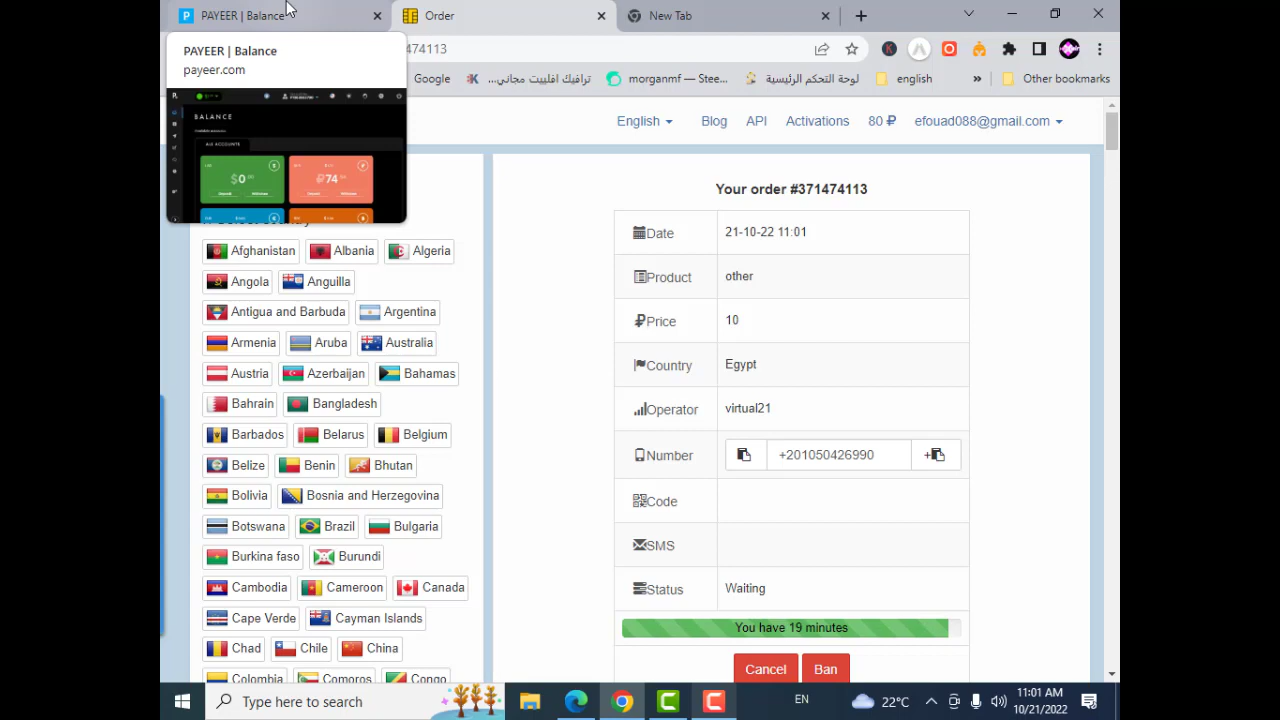 PAYEER | Balance
Order
New Tab
PAYEER | Balance
payeer.com
474113
Google
ترافيك افلييت مجاني...
morganmf — Stee...
لوحة التحكم الرئيسية
english
»
Other bookmarks
BALANCE
ALL ACCOUNTS
$0
₽74
English
Blog
API
Activations
80 ₽
efouad088@gmail.com
Your order #371474113
Date 21-10-22 11:01
Product other
Price 10
Country Egypt
Operator virtual21
Number +201050426990 +
Code
SMS
Status Waiting
You have 19 minutes
Cancel Ban
Afghanistan Albania Algeria
Angola Anguilla
Antigua and Barbuda Argentina
Armenia Aruba Australia
Austria Azerbaijan Bahamas
Bahrain Bangladesh
Barbados Belarus Belgium
Belize Benin Bhutan
Bolivia Bosnia and Herzegovina
Botswana Brazil Bulgaria
Burkina faso Burundi
Cambodia Cameroon Canada
Cape Verde Cayman Islands
Chad Chile China
Colombia Comoros Congo
Type here to search
EN
22°C
11:01 AM
10/21/2022